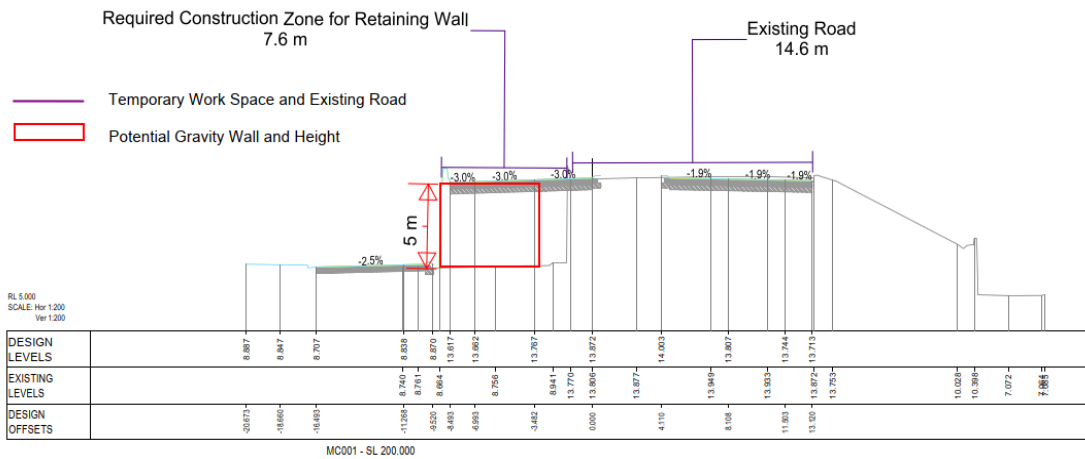 Required Construction Zone for Retaining Wall
7.6 m
Existing Road
14.6 m
Temporary Work Space and Existing Road
Potential Gravity Wall and Height
-3.0% -3.0% -3.0% -1.9% -1.9% -1.9%
5 m
-2.5%
RL 5.000
SCALE: Hor 1:200
Ver 1:200
DESIGN LEVELS
8.887 8.847 8.707 8.838 8.870 13.617 13.662 13.767 13.872 14.003 13.807 13.744 13.713
EXISTING LEVELS
8.740 8.761 8.664 8.756 8.941 13.770 13.806 13.877 13.949 13.933 13.872 13.753 10.028 10.398 7.072
DESIGN OFFSETS
-20.673 -18.660 -16.493 -11.268 -9.520 -8.493 -6.993 -3.482 0.000 4.110 8.108 11.503 13.120
MC001 - SL 200.000